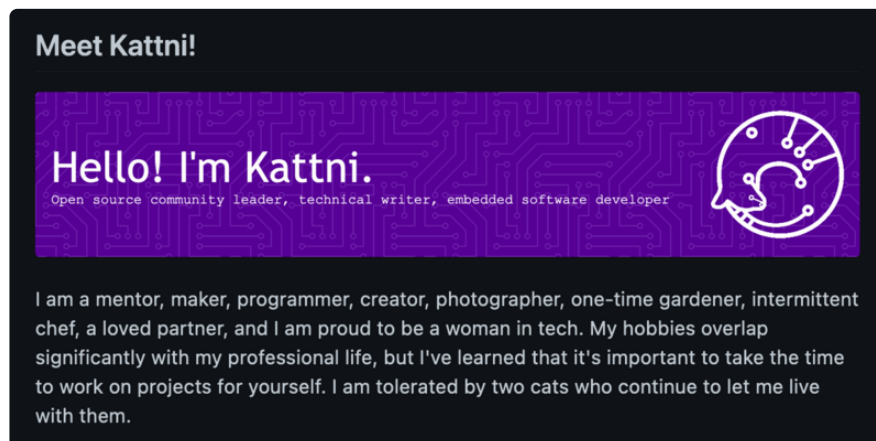 Meet Kattni!
Hello! I'm Kattni.
Open source community leader, technical writer, embedded software developer
I am a mentor, maker, programmer, creator, photographer, one-time gardener, intermittent
chef, a loved partner, and I am proud to be a woman in tech. My hobbies overlap
significantly with my professional life, but I've learned that it's important to take the time
to work on projects for yourself. I am tolerated by two cats who continue to let me live
with them.